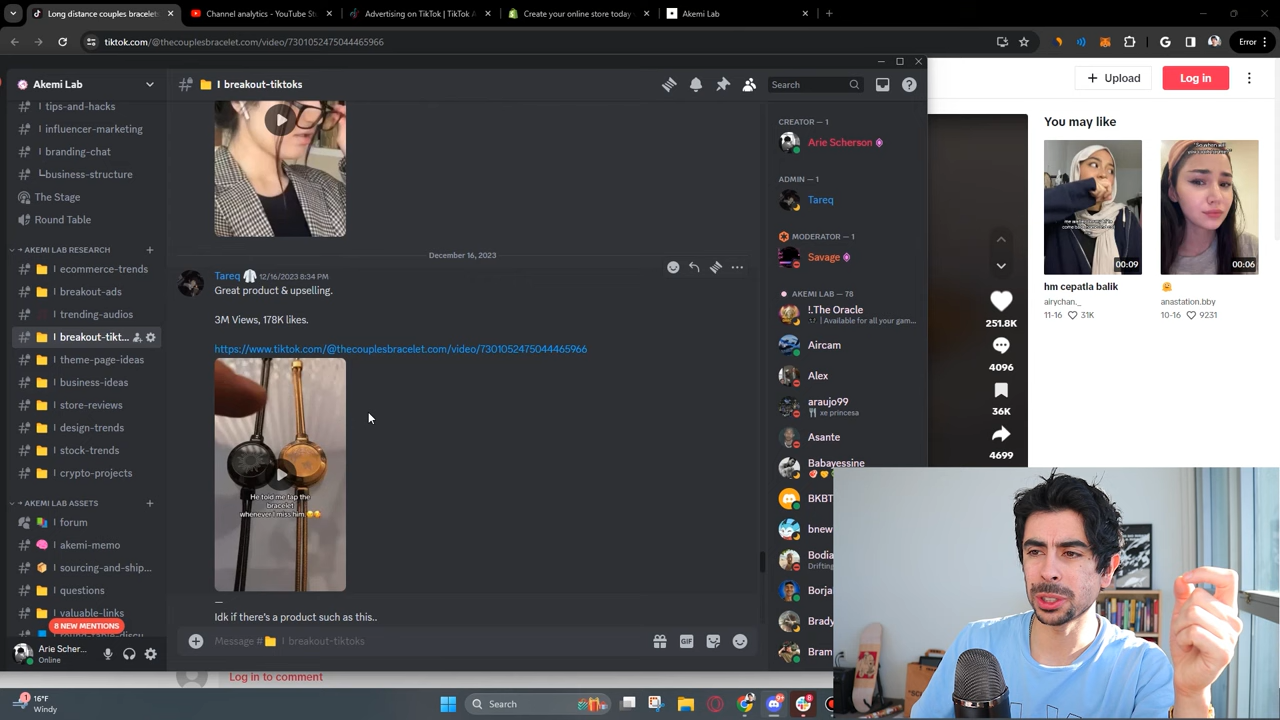 Long distance couples bracelet
Channel analytics - YouTube St
Advertising on TikTok | TikTok A
Create your online store today
Akemi Lab
tiktok.com/@thecouplesbracelet.com/video/7301052475044465966
Error
Akemi Lab
tips-and-hacks
influencer-marketing
branding-chat
business-structure
The Stage
Round Table
AKEMI LAB RESEARCH
ecommerce-trends
breakout-ads
trending-audios
breakout-tikt...
theme-page-ideas
business-ideas
store-reviews
design-trends
stock-trends
crypto-projects
AKEMI LAB ASSETS
forum
akemi-memo
sourcing-and-ship...
questions
valuable-links
8 NEW MENTIONS
Arie Scher...
Online
breakout-tiktoks
Search
December 16, 2023
Tareq 12/16/2023 8:34 PM
Great product & upselling.
3M Views, 178K likes.
https://www.tiktok.com/@thecouplesbracelet.com/video/7301052475044465966
He told me tap the
bracelet
whenever I miss him
Idk if there's a product such as this..
Message # breakout-tiktoks
GIF
CREATOR — 1
Arie Scherson
ADMIN — 1
Tareq
MODERATOR — 1
Savage
AKEMI LAB — 78
!.The Oracle
| Available for all your gam...
Aircam
Alex
araujo99
xe princesa
Asante
Babayessine
BKBT
bnew
Bodia
Drifting
Borja
Brady
Bram
Upload
Log in
You may like
00:09
hm cepatla balik
airychan._
11-16 31K
00:06
anastation.bby
10-16 9231
251.8K
4096
36K
4699
Log in to comment
16°F
Windy
Search